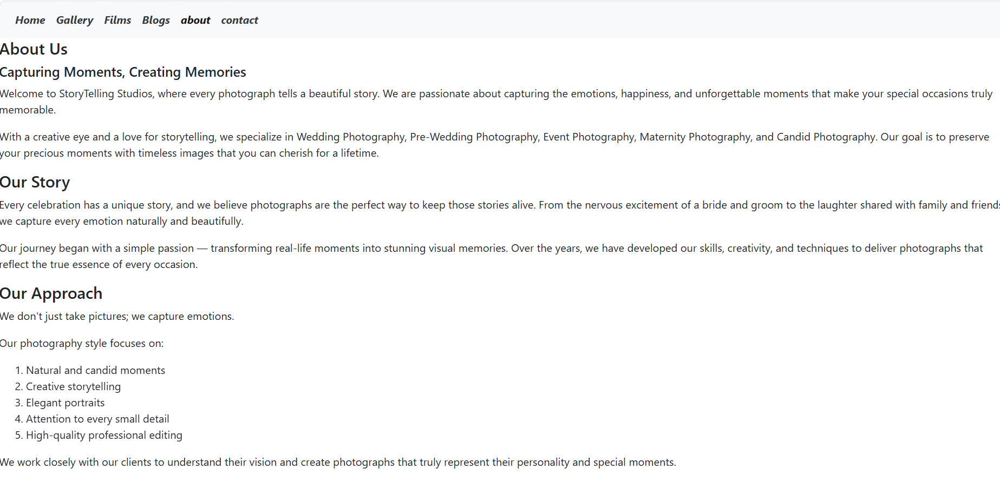 Home Gallery Films Blogs about contact
About Us
Capturing Moments, Creating Memories
Welcome to StoryTelling Studios, where every photograph tells a beautiful story. We are passionate about capturing the emotions, happiness, and unforgettable moments that make your special occasions truly
memorable.
With a creative eye and a love for storytelling, we specialize in Wedding Photography, Pre-Wedding Photography, Event Photography, Maternity Photography, and Candid Photography. Our goal is to preserve
your precious moments with timeless images that you can cherish for a lifetime.
Our Story
Every celebration has a unique story, and we believe photographs are the perfect way to keep those stories alive. From the nervous excitement of a bride and groom to the laughter shared with family and friends
we capture every emotion naturally and beautifully.
Our journey began with a simple passion — transforming real-life moments into stunning visual memories. Over the years, we have developed our skills, creativity, and techniques to deliver photographs that
reflect the true essence of every occasion.
Our Approach
We don't just take pictures; we capture emotions.
Our photography style focuses on:
1. Natural and candid moments
2. Creative storytelling
3. Elegant portraits
4. Attention to every small detail
5. High-quality professional editing
We work closely with our clients to understand their vision and create photographs that truly represent their personality and special moments.